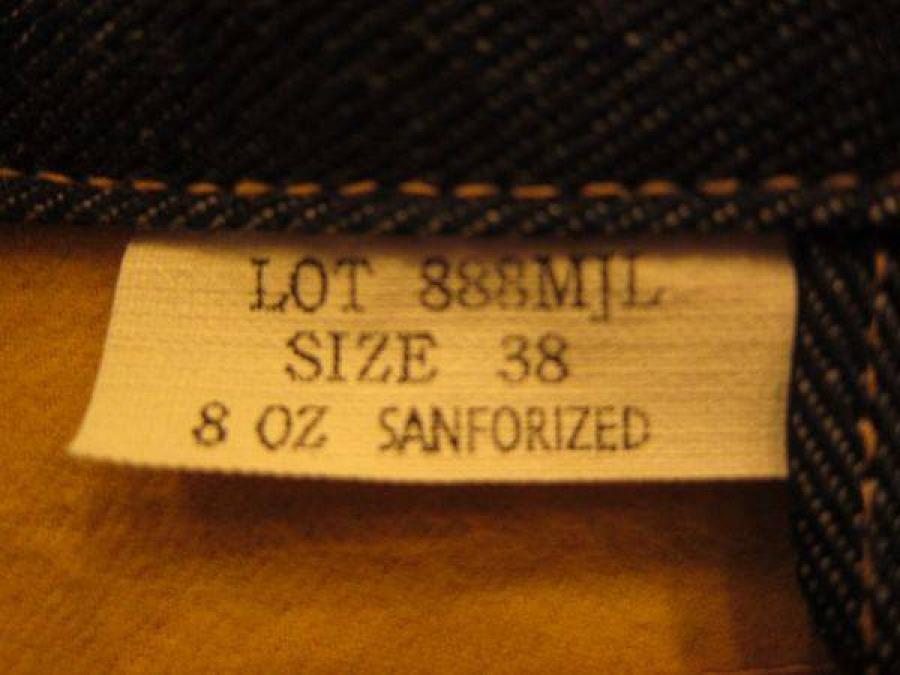 LOT 888MJL
SIZE 38
8 OZ SANFORIZED